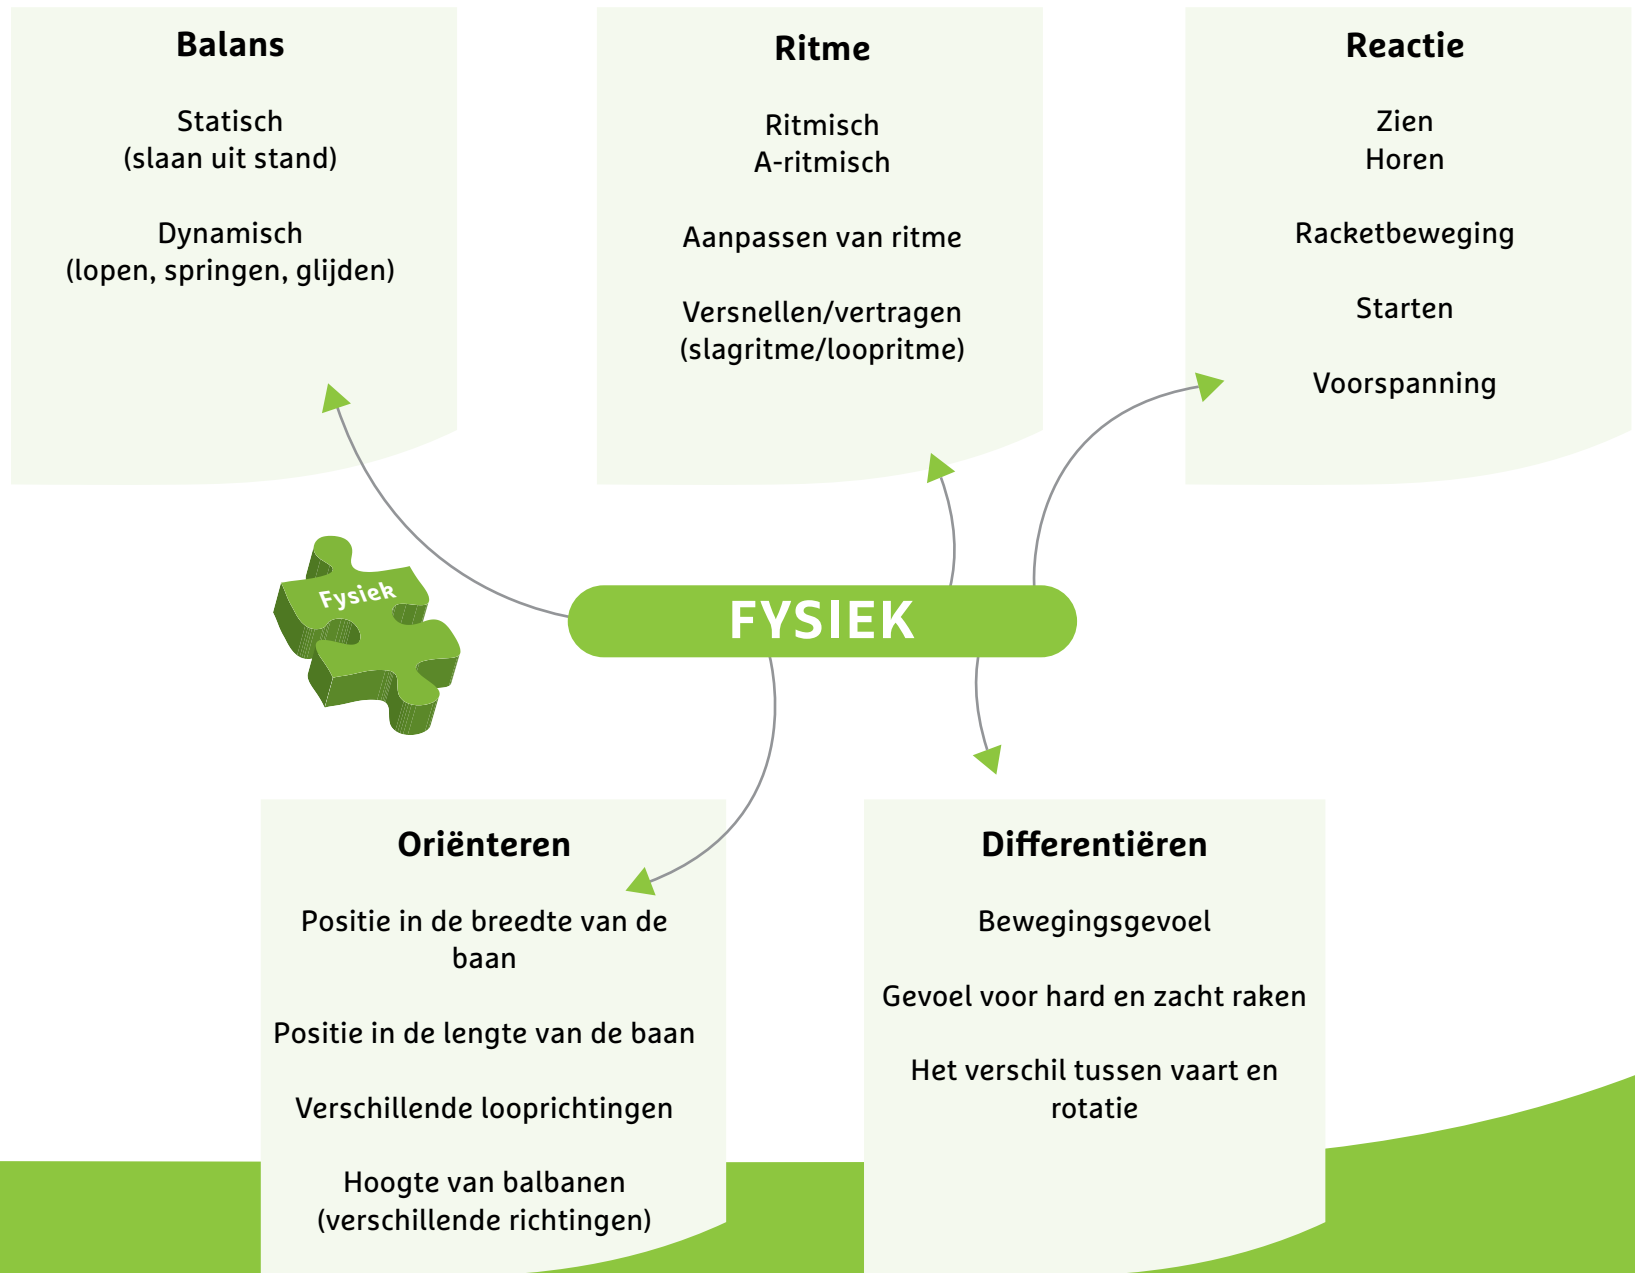 Balans
Statisch
(slaan uit stand)
Dynamisch
(lopen, springen, glijden)
Ritme
Ritmisch
A-ritmisch
Aanpassen van ritme
Versnellen/vertragen
(slagritme/loopritme)
Reactie
Zien
Horen
Racketbeweging
Starten
Voorspanning
Fysiek
FYSIEK
Oriënteren
Positie in de breedte van de
baan
Positie in de lengte van de baan
Verschillende looprichtingen
Hoogte van balbanen
(verschillende richtingen)
Differentiëren
Bewegingsgevoel
Gevoel voor hard en zacht raken
Het verschil tussen vaart en
rotatie